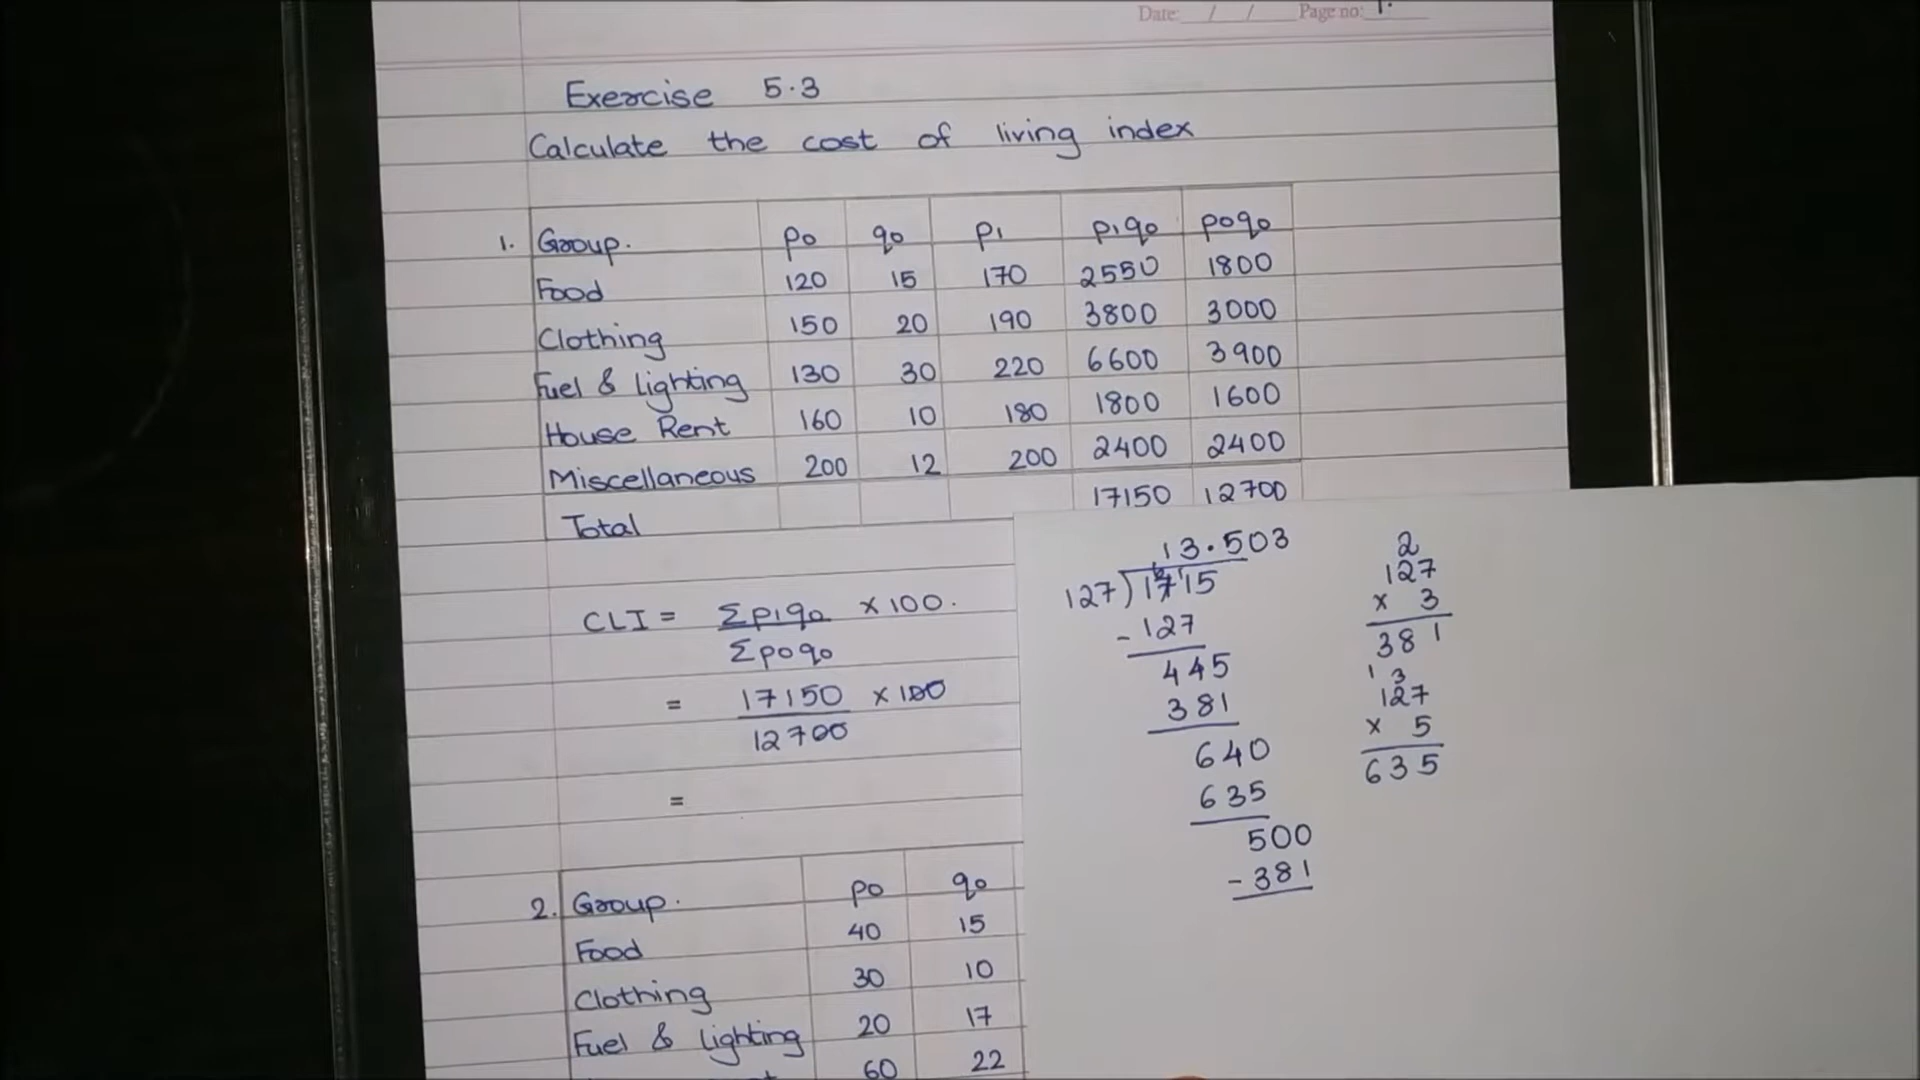 Date: / / Page no: 1.
Exercise 5.3
Calculate the cost of living index
1. Group. p0 q0 p1 p1q0 p0q0
Food 120 15 170 2550 1800
Clothing 150 20 190 3800 3000
Fuel & lighting 130 30 220 6600 3900
House Rent 160 10 180 1800 1600
Miscellaneous 200 12 200 2400 2400
Total 17150 12700
CLI = Σp1q0 × 100.
Σp0q0
= 17150 × 100
12700
=
13.503
127)1715
-127
445
381
640
635
500
-381
2
127
× 3
381
1 3
127
× 5
635
2. Group. p0 q0
Food 40 15
Clothing 30 10
Fuel & lighting 20 17
60 22